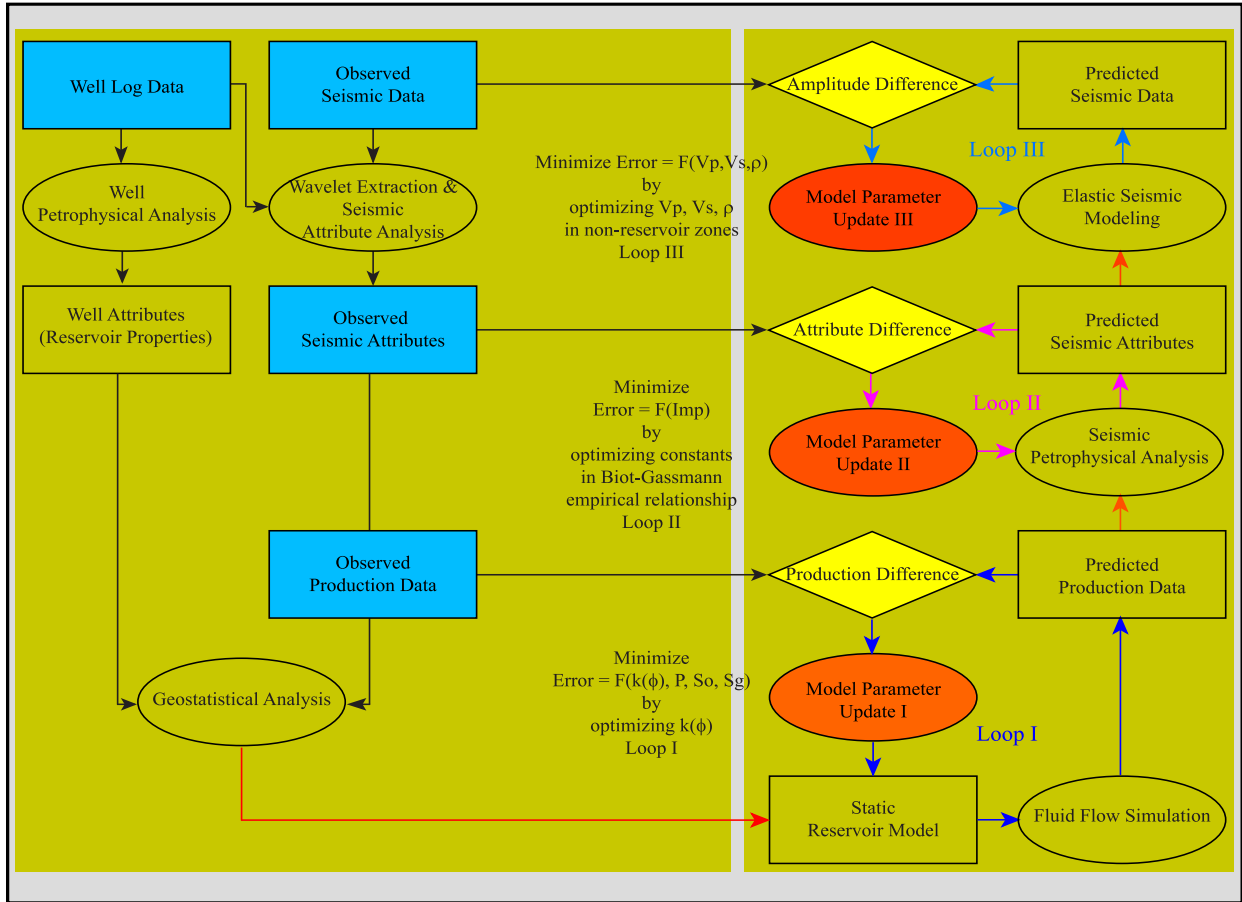 Well Log Data
Observed
Seismic Data
Amplitude Difference
Predicted
Seismic Data
Loop III
Minimize Error = F(Vp,Vs,ρ)
by
optimizing Vp, Vs, ρ
in non-reservoir zones
Loop III
Well
Petrophysical Analysis
Wavelet Extraction &
Seismic
Attribute Analysis
Model Parameter
Update III
Elastic Seismic
Modeling
Well Attributes
(Reservoir Properties)
Observed
Seismic Attributes
Attribute Difference
Predicted
Seismic Attributes
Minimize
Error = F(Imp)
by
optimizing constants
in Biot-Gassmann
empirical relationship
Loop II
Loop II
Model Parameter
Update II
Seismic
Petrophysical Analysis
Observed
Production Data
Production Difference
Predicted
Production Data
Minimize
Error = F(k(ϕ), P, So, Sg)
by
optimizing k(ϕ)
Loop I
Geostatistical Analysis
Model Parameter
Update I
Loop I
Static
Reservoir Model
Fluid Flow Simulation